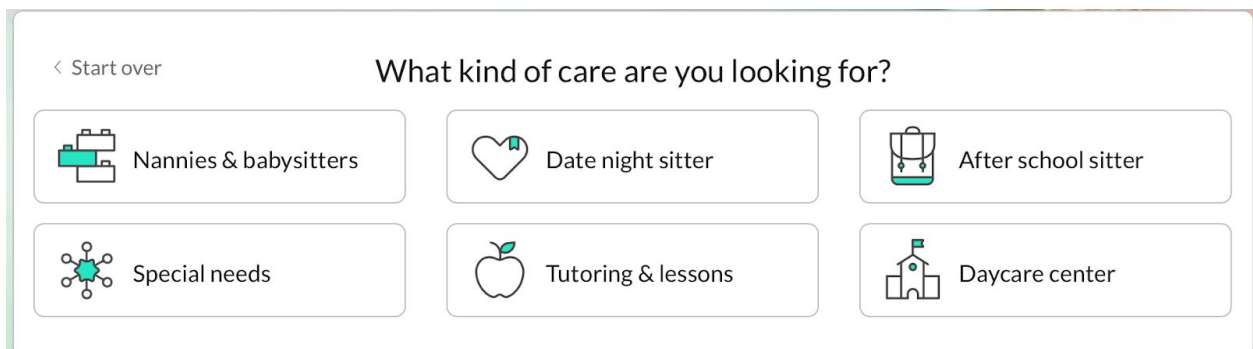 Start over
What kind of care are you looking for?
Nannies & babysitters
Date night sitter
After school sitter
Special needs
Tutoring & lessons
Daycare center